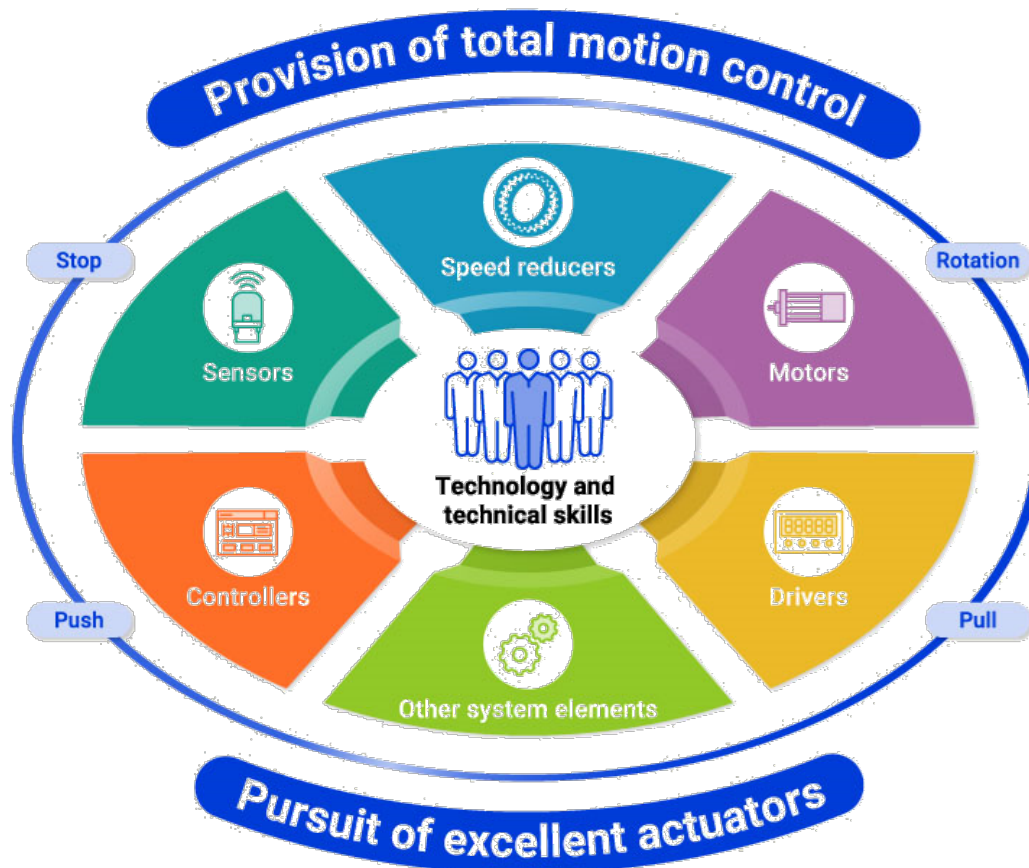 Provision of total motion control
Speed reducers
Stop
Rotation
Sensors
Motors
Technology and
technical skills
Controllers
Drivers
Push
Pull
Other system elements
Pursuit of excellent actuators